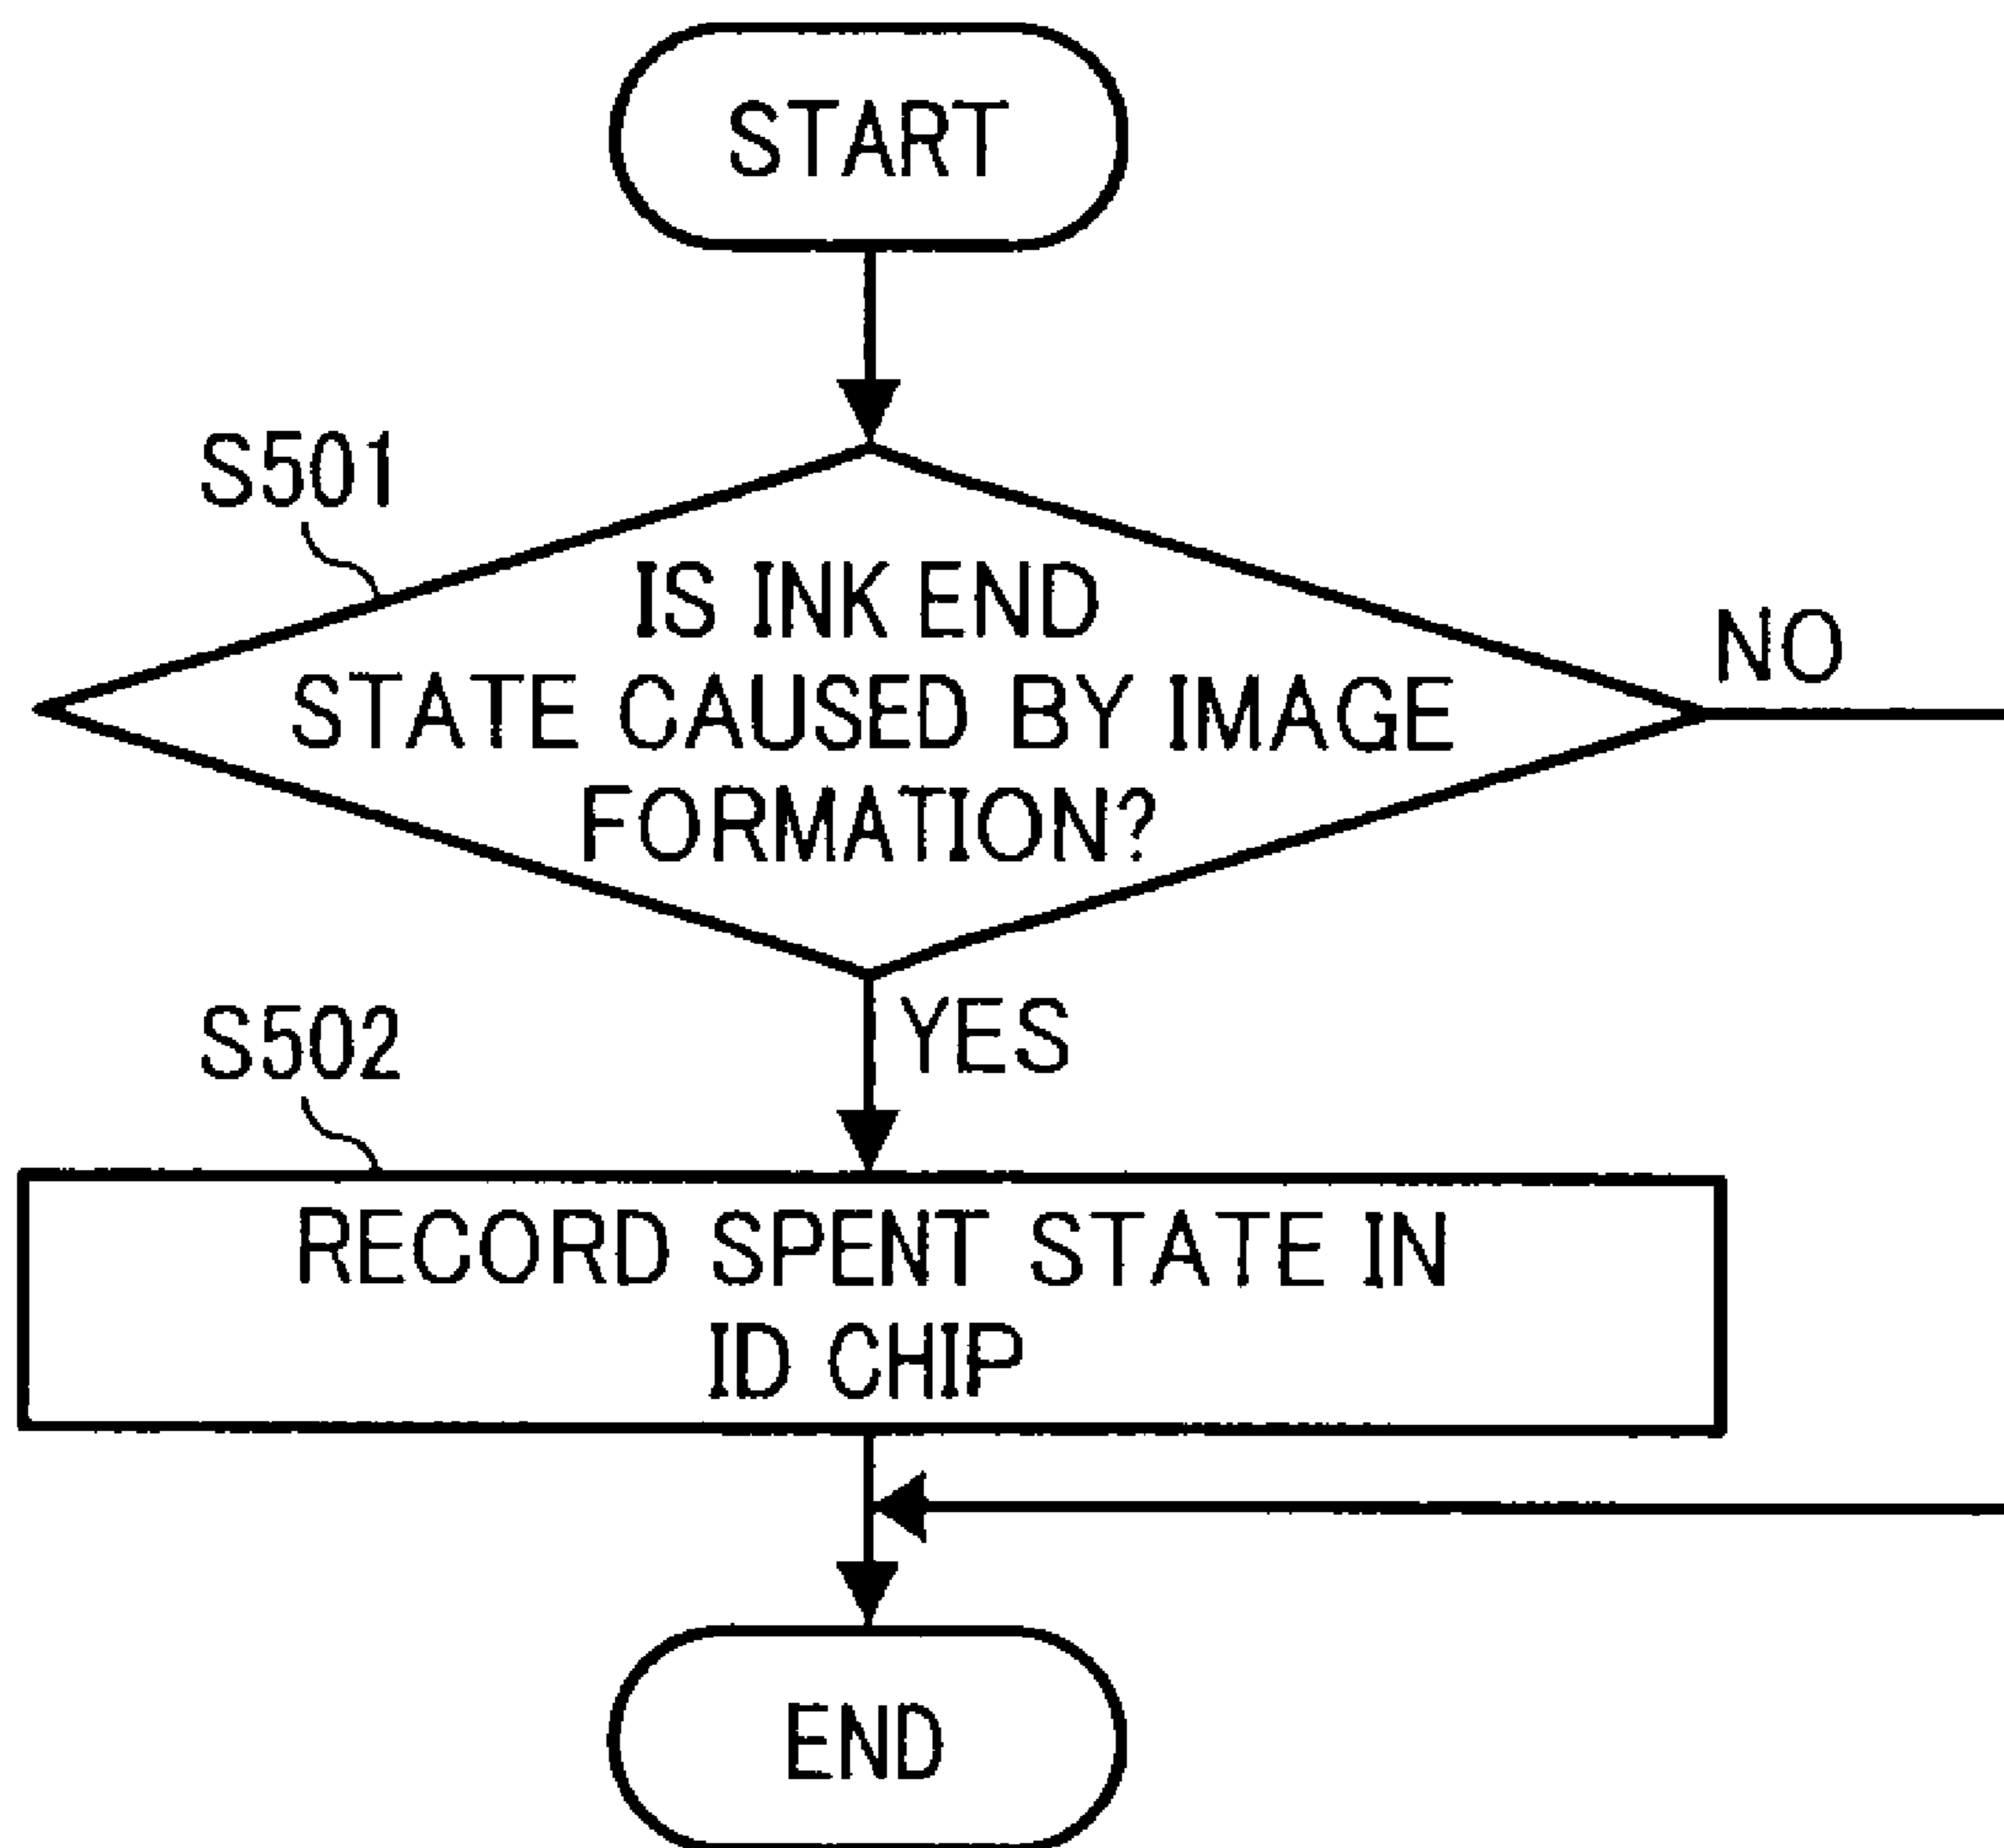 START
S501
IS INK END
STATE CAUSED BY IMAGE
FORMATION?
NO
YES
S502
RECORD SPENT STATE IN
ID CHIP
END